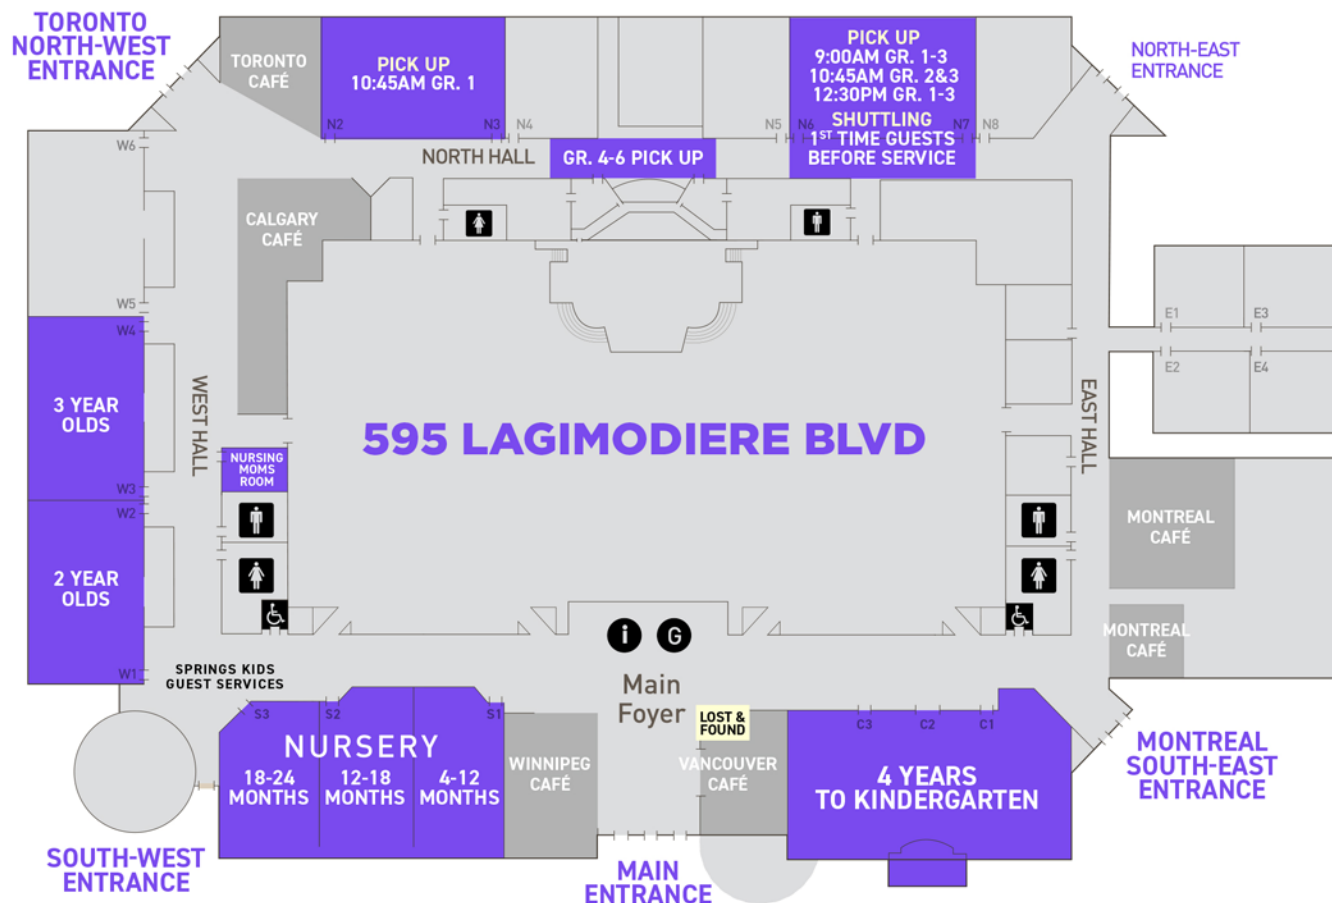 TORONTO
NORTH-WEST
ENTRANCE
TORONTO
CAFÉ
PICK UP
10:45AM GR. 1
PICK UP
9:00AM GR. 1-3
10:45AM GR. 2&3
12:30PM GR. 1-3
SHUTTLING
1ST TIME GUESTS
BEFORE SERVICE
NORTH-EAST
ENTRANCE
N2
N3
N4
N5
N6
N7
N8
W6
NORTH HALL
GR. 4-6 PICK UP
CALGARY
CAFÉ
W5
W4
E1
E3
E2
E4
3 YEAR
OLDS
WEST HALL
595 LAGIMODIERE BLVD
EAST HALL
NURSING
MOMS
ROOM
W3
W2
MONTREAL
CAFÉ
2 YEAR
OLDS
i
G
MONTREAL
CAFÉ
W1
SPRINGS KIDS
GUEST SERVICES
Main
Foyer
S3
S2
S1
LOST &
FOUND
C3
C2
C1
NURSERY
18-24
MONTHS
12-18
MONTHS
4-12
MONTHS
WINNIPEG
CAFÉ
VANCOUVER
CAFÉ
4 YEARS
TO KINDERGARTEN
MONTREAL
SOUTH-EAST
ENTRANCE
SOUTH-WEST
ENTRANCE
MAIN
ENTRANCE